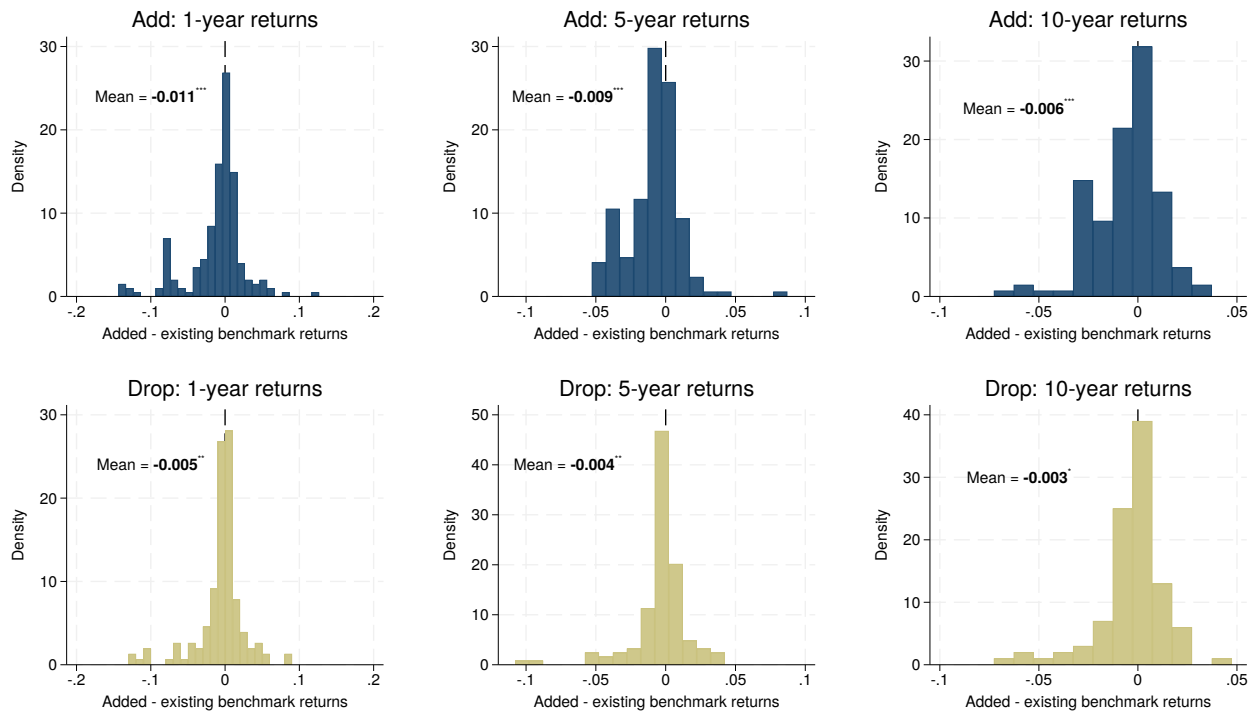 Add: 1-year returns
30
20
10
0
Density
Mean = -0.011***
-.2 -.1 0 .1 .2
Added - existing benchmark returns
Add: 5-year returns
30
20
10
0
Density
Mean = -0.009***
-.1 -.05 0 .05 .1
Added - existing benchmark returns
Add: 10-year returns
30
20
10
0
Density
Mean = -0.006***
-.1 -.05 0 .05
Added - existing benchmark returns
Drop: 1-year returns
30
20
10
0
Density
Mean = -0.005**
-.2 -.1 0 .1 .2
Added - existing benchmark returns
Drop: 5-year returns
50
40
30
20
10
0
Density
Mean = -0.004**
-.1 -.05 0 .05 .1
Added - existing benchmark returns
Drop: 10-year returns
40
30
20
10
0
Density
Mean = -0.003*
-.1 -.05 0 .05
Added - existing benchmark returns